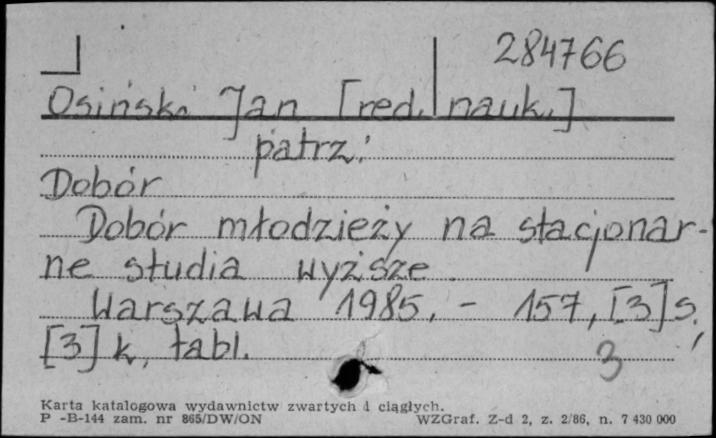 284766
Osiński Jan [red. nauk.]
patrz:
Dobór
Dobór młodzieży na stacjonar-
ne studia wyższe.
Warszawa 1985. - 157, [3] s.,
[3] k. tabl.
3
Karta katalogowa wydawnictw zwartych i ciągłych.
P -B-144 zam. nr 865/DW/ON WZGraf. Z-d 2, z. 2/86, n. 7 430 000